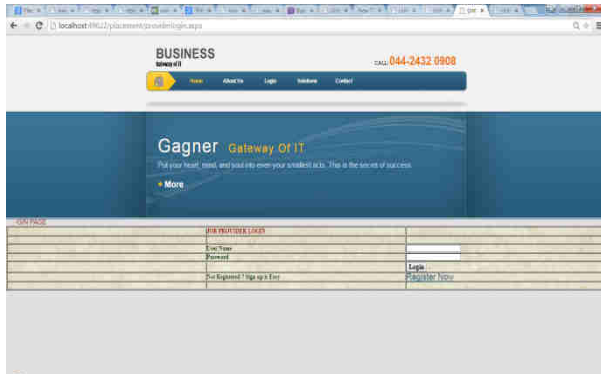 localhost:49622/placement/providerlogin.aspx
BUSINESS
Gateway of IT
CALL: 044-2432 0908
Home About Us Login Solutions Contact
Gagner Gateway Of IT
Put your heart, mind, and soul into even your smallest acts. This is the secret of success.
More
GIN PAGE
JOB PROVIDER LOGIN
User Name
Password
Login
Not Registered ? Sign up is Free
Register Now